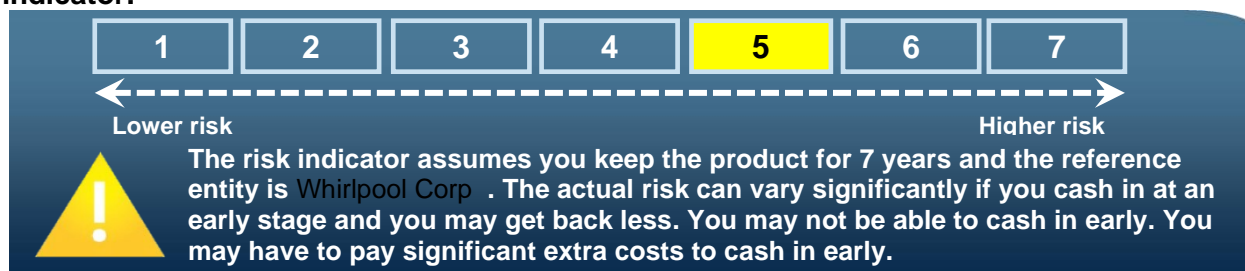 indicator:
1 2 3 4 5 6 7
Lower risk Higher risk
The risk indicator assumes you keep the product for 7 years and the reference
entity is Whirlpool Corp . The actual risk can vary significantly if you cash in at an
early stage and you may get back less. You may not be able to cash in early. You
may have to pay significant extra costs to cash in early.